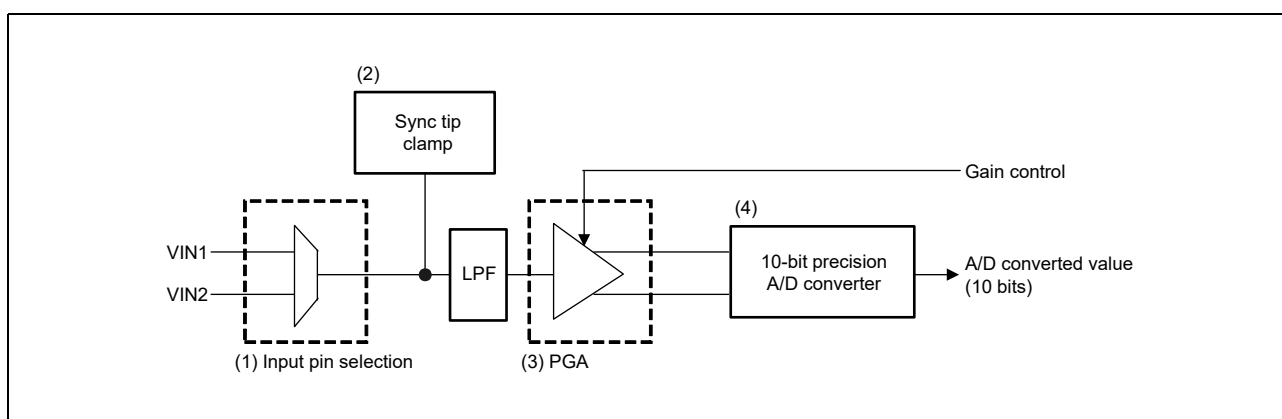 (2)
Sync tip
clamp
Gain control
(4)
VIN1
VIN2
LPF
10-bit precision
A/D converter
A/D converted value
(10 bits)
(1) Input pin selection
(3) PGA